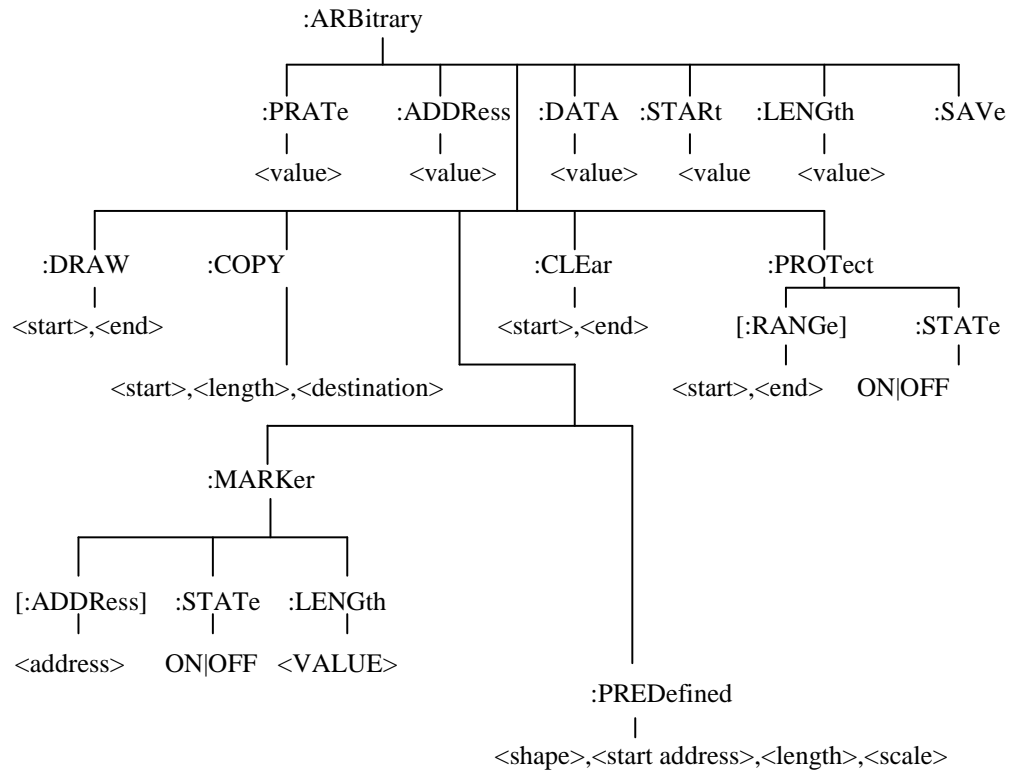 :ARBitrary
:PRATe :ADDRess :DATA :STARt :LENGth :SAVe
<value> <value> <value> <value <value>
:DRAW :COPY :CLEar :PROTect
<start>,<end> <start>,<end> [:RANGe] :STATe
<start>,<length>,<destination> <start>,<end> ON|OFF
:MARKer
[:ADDRess] :STATe :LENGth
<address> ON|OFF <VALUE>
:PREDefined
<shape>,<start address>,<length>,<scale>